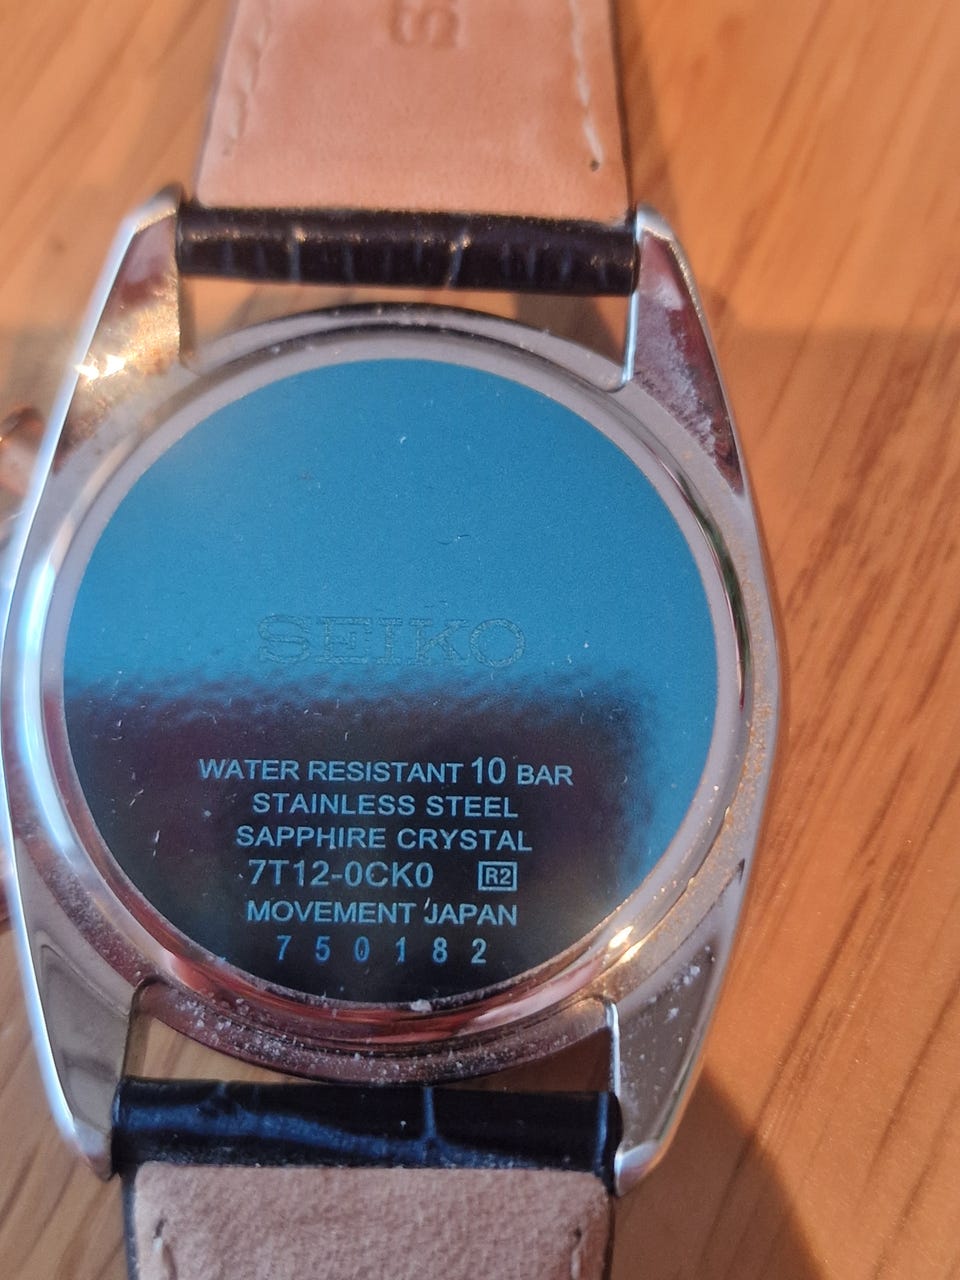 SEIKO
WATER RESISTANT 10 BAR
STAINLESS STEEL
SAPPHIRE CRYSTAL
7T12-0CK0 R2
MOVEMENT JAPAN
750182